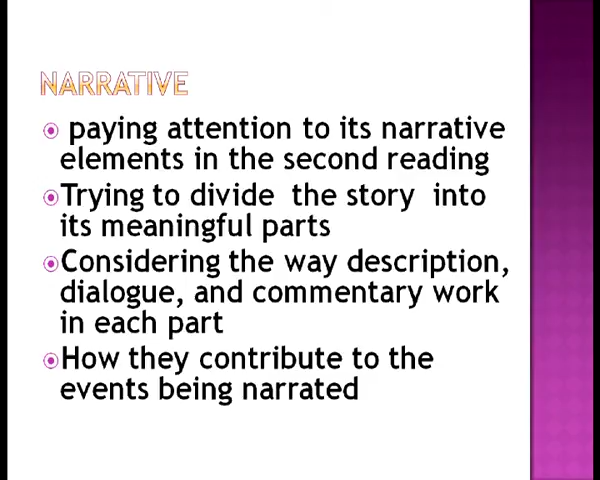 NARRATIVE
paying attention to its narrative
elements in the second reading
Trying to divide the story into
its meaningful parts
Considering the way description,
dialogue, and commentary work
in each part
How they contribute to the
events being narrated